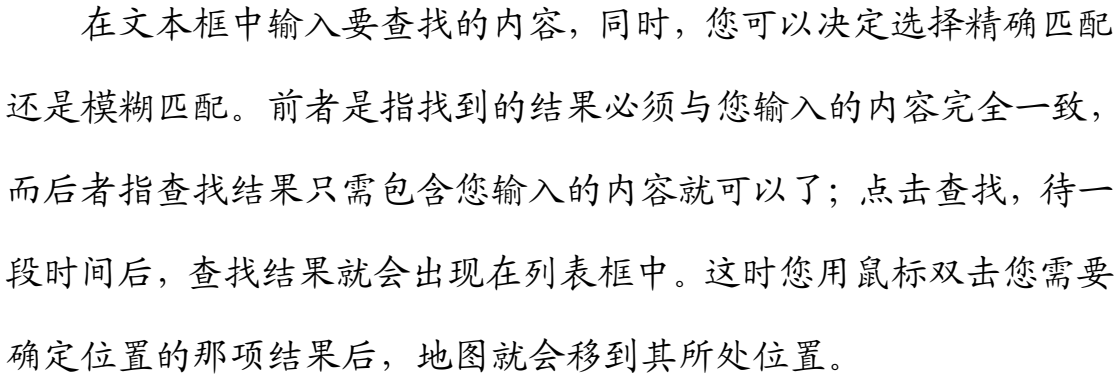 在文本框中输入要查找的内容，同时，您可以决定选择精确匹配
还是模糊匹配。前者是指找到的结果必须与您输入的内容完全一致，
而后者指查找结果只需包含您输入的内容就可以了；点击查找，待一
段时间后，查找结果就会出现在列表框中。这时您用鼠标双击您需要
确定位置的那项结果后，地图就会移到其所处位置。